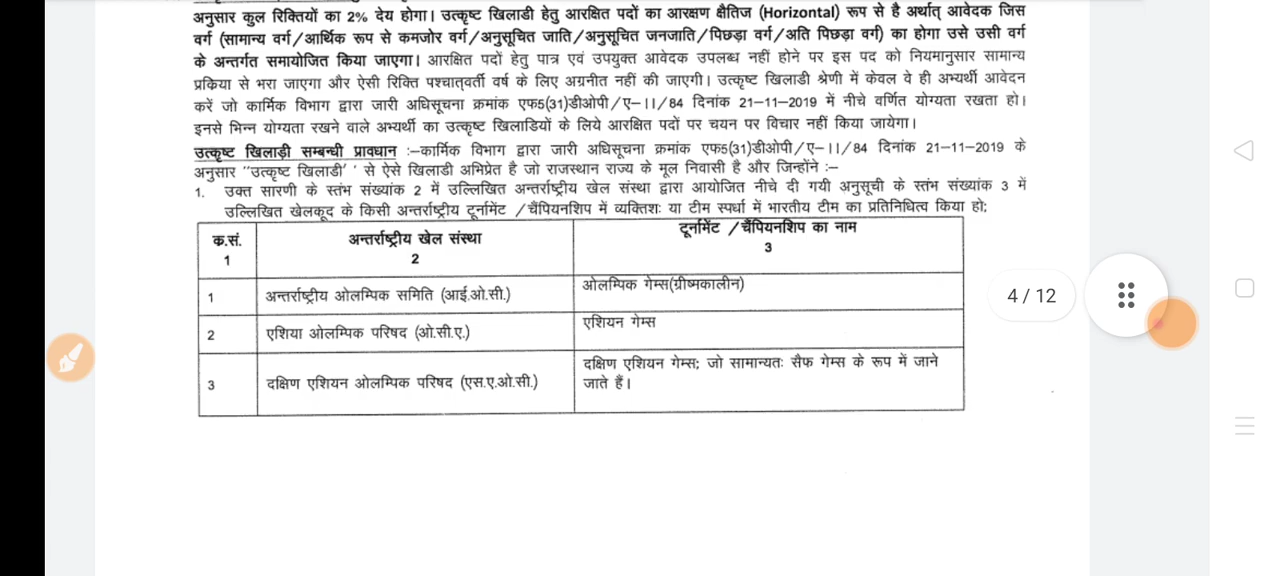 अनुसार कुल रिक्तियों का 2% देय होगा। उत्कृष्ट खिलाडी हेतु आरक्षित पदों का आरक्षण क्षैतिज (Horizontal) रूप से है अर्थात् आवेदक जिस
वर्ग (सामान्य वर्ग/आर्थिक रूप से कमजोर वर्ग/अनुसूचित जाति/अनुसूचित जनजाति/पिछड़ा वर्ग/अति पिछड़ा वर्ग) का होगा उसे उसी वर्ग
के अन्तर्गत समायोजित किया जाएगा। आरक्षित पदों हेतु पात्र एवं उपयुक्त आवेदक उपलब्ध नहीं होने पर इस पद को नियमानुसार सामान्य
प्रकिया से भरा जाएगा और ऐसी रिक्ति पश्चात्वर्ती वर्ष के लिए अग्रनीत नहीं की जाएगी। उत्कृष्ट खिलाडी श्रेणी में केवल वे ही अभ्यर्थी आवेदन
करें जो कार्मिक विभाग द्वारा जारी अधिसूचना क्रमांक एफ5(31)डीओपी/ए-II/84 दिनांक 21-11-2019 में नीचे वर्णित योग्यता रखता हो।
इनसे भिन्न योग्यता रखने वाले अभ्यर्थी का उत्कृष्ट खिलाडियों के लिये आरक्षित पदों पर चयन पर विचार नहीं किया जायेगा।
उत्कृष्ट खिलाड़ी सम्बन्धी प्रावधान :-कार्मिक विभाग द्वारा जारी अधिसूचना क्रमांक एफ5(31)डीओपी/ए-II/84 दिनांक 21-11-2019 के
अनुसार "उत्कृष्ट खिलाडी' ' से ऐसे खिलाडी अभिप्रेत है जो राजस्थान राज्य के मूल निवासी है और जिन्होंने :-
1. उक्त सारणी के स्तंभ संख्यांक 2 में उल्लिखित अन्तर्राष्ट्रीय खेल संस्था द्वारा आयोजित नीचे दी गयी अनुसूची के स्तंभ संख्यांक 3 में
उल्लिखित खेलकूद के किसी अन्तर्राष्ट्रीय टूर्नामेंट /चैंपियनशिप में व्यक्तिशः या टीम स्पर्धा में भारतीय टीम का प्रतिनिधित्व किया हो;
क.सं. अन्तर्राष्ट्रीय खेल संस्था टूर्नामेंट /चैंपियनशिप का नाम
1 2 3
1 अन्तर्राष्ट्रीय ओलम्पिक समिति (आई.ओ.सी.) ओलम्पिक गेम्स(ग्रीष्मकालीन)
2 एशिया ओलम्पिक परिषद (ओ.सी.ए.) एशियन गेम्स
3 दक्षिण एशियन ओलम्पिक परिषद (एस.ए.ओ.सी.) दक्षिण एशियन गेम्स; जो सामान्यतः सैफ गेम्स के रूप में जाने
जाते हैं।
4 / 12